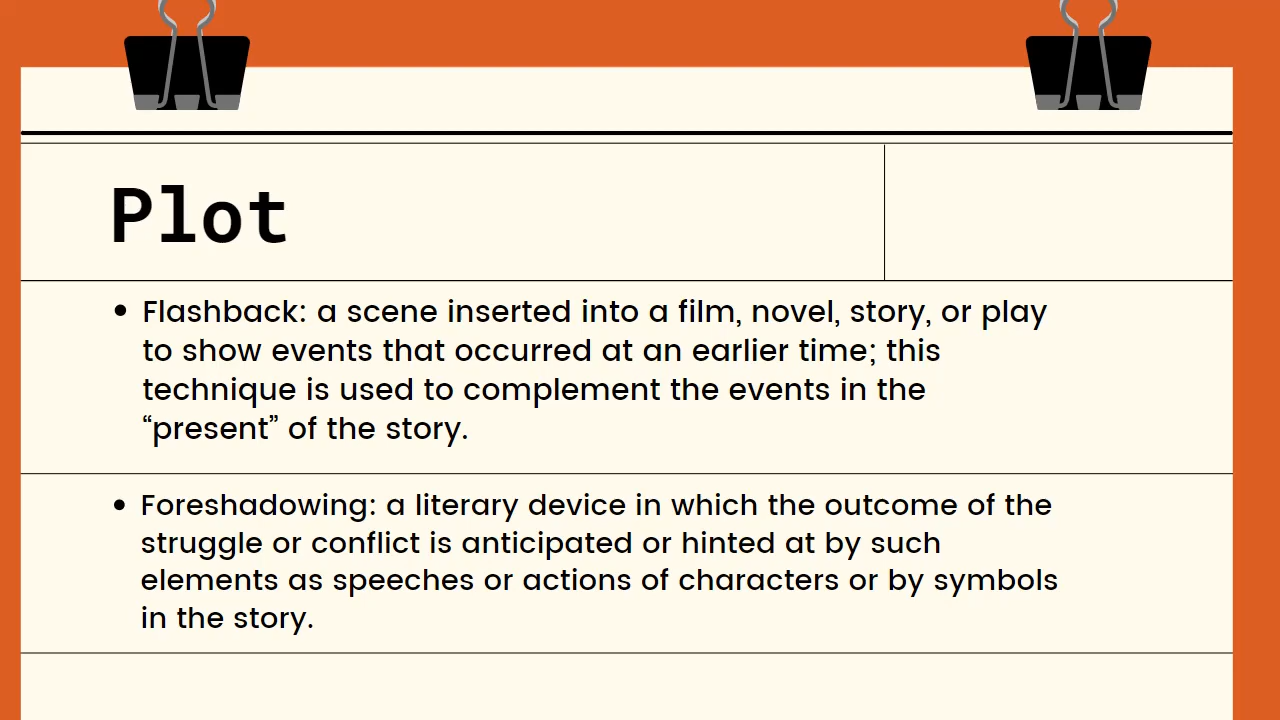 Plot
• Flashback: a scene inserted into a film, novel, story, or play
to show events that occurred at an earlier time; this
technique is used to complement the events in the
“present” of the story.
• Foreshadowing: a literary device in which the outcome of the
struggle or conflict is anticipated or hinted at by such
elements as speeches or actions of characters or by symbols
in the story.